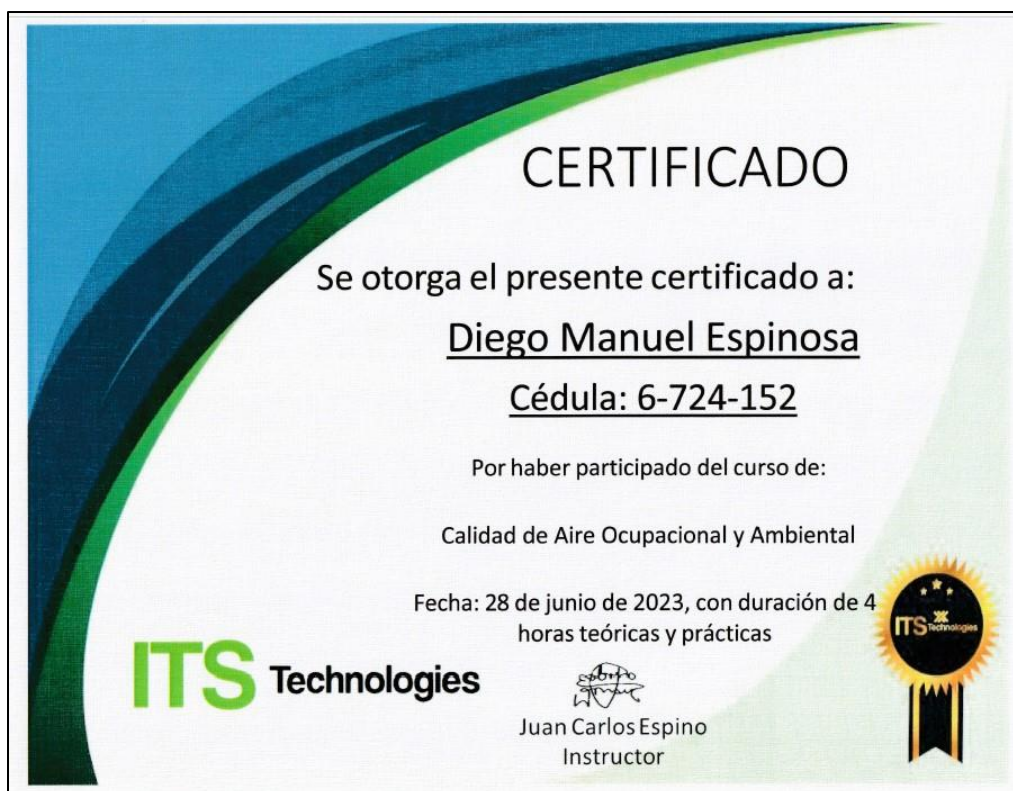 CERTIFICADO
Se otorga el presente certificado a:
Diego Manuel Espinosa
Cédula: 6-724-152
Por haber participado del curso de:
Calidad de Aire Ocupacional y Ambiental
Fecha: 28 de junio de 2023, con duración de 4
horas teóricas y prácticas
ITS Technologies
Juan Carlos Espino
Instructor
ITS Technologies